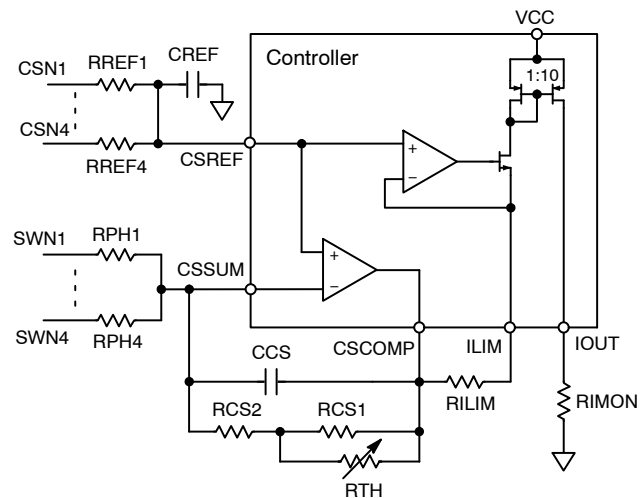 VCC
Controller
CREF
CSN1
RREF1
1:10
CSN4
RREF4
CSREF
+
−
SWN1
RPH1
CSSUM
+
−
SWN4
RPH4
CSCOMP
ILIM
IOUT
CCS
RILIM
RIMON
RCS2
RCS1
RTH